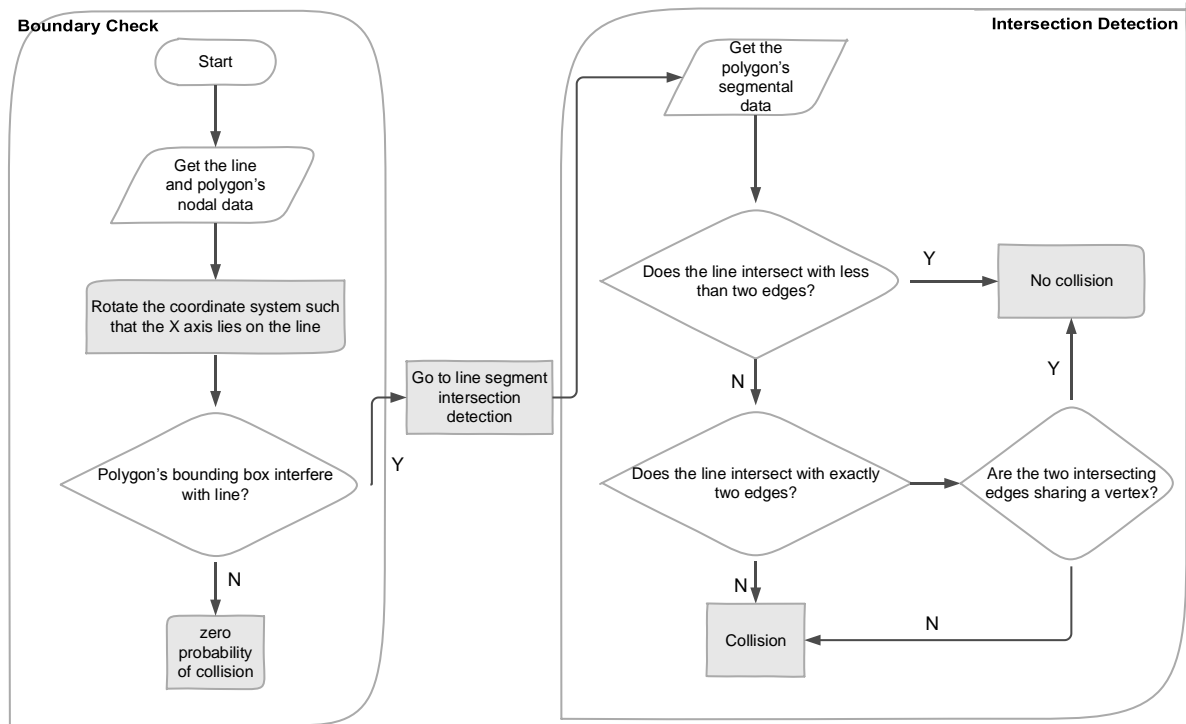 Boundary Check
Start
Get the line
and polygon's
nodal data
Rotate the coordinate system such
that the X axis lies on the line
Polygon's bounding box interfere
with line?
Y
N
zero
probability
of collision
Go to line segment
intersection
detection
Intersection Detection
Get the
polygon's
segmental
data
Does the line intersect with less
than two edges?
Y
No collision
N
Does the line intersect with exactly
two edges?
Are the two intersecting
edges sharing a vertex?
Y
N
N
Collision